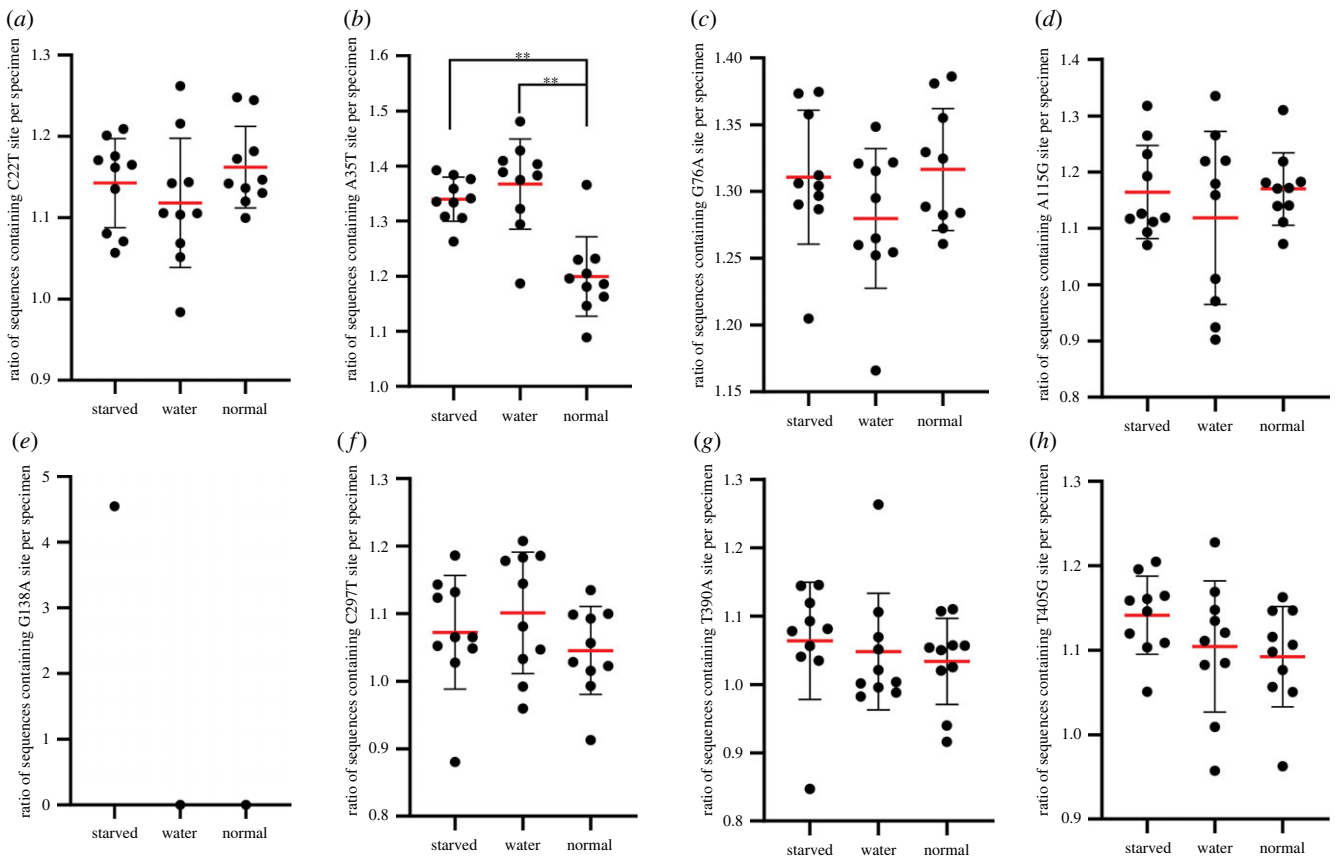 (a)
ratio of sequences containing C22T site per specimen
1.3
1.2
1.1
1.0
0.9
starved water normal
(b)
ratio of sequences containing A35T site per specimen
1.6
1.5
1.4
1.3
1.2
1.1
1.0
**
**
starved water normal
(c)
ratio of sequences containing G76A site per specimen
1.40
1.35
1.30
1.25
1.20
1.15
starved water normal
(d)
ratio of sequences containing A115G site per specimen
1.4
1.3
1.2
1.1
1.0
0.9
0.8
starved water normal
(e)
ratio of sequences containing G138A site per specimen
5
4
3
2
1
0
starved water normal
(f)
ratio of sequences containing C297T site per specimen
1.3
1.2
1.1
1.0
0.9
0.8
starved water normal
(g)
ratio of sequences containing T390A site per specimen
1.3
1.2
1.1
1.0
0.9
0.8
starved water normal
(h)
ratio of sequences containing T405G site per specimen
1.3
1.2
1.1
1.0
0.9
starved water normal